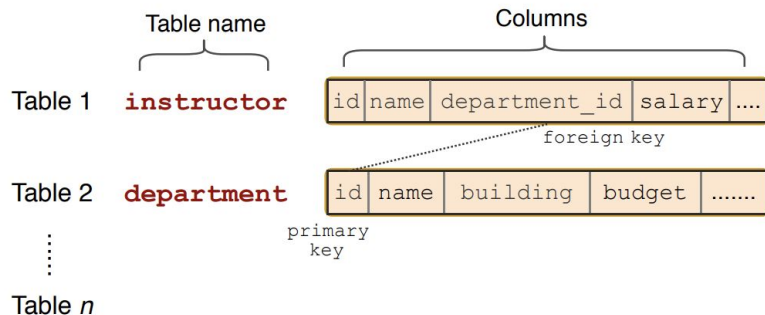 Table name
Columns
Table 1 instructor id name department_id salary ....
foreign key
Table 2 department id name building budget .......
primary
key
Table n